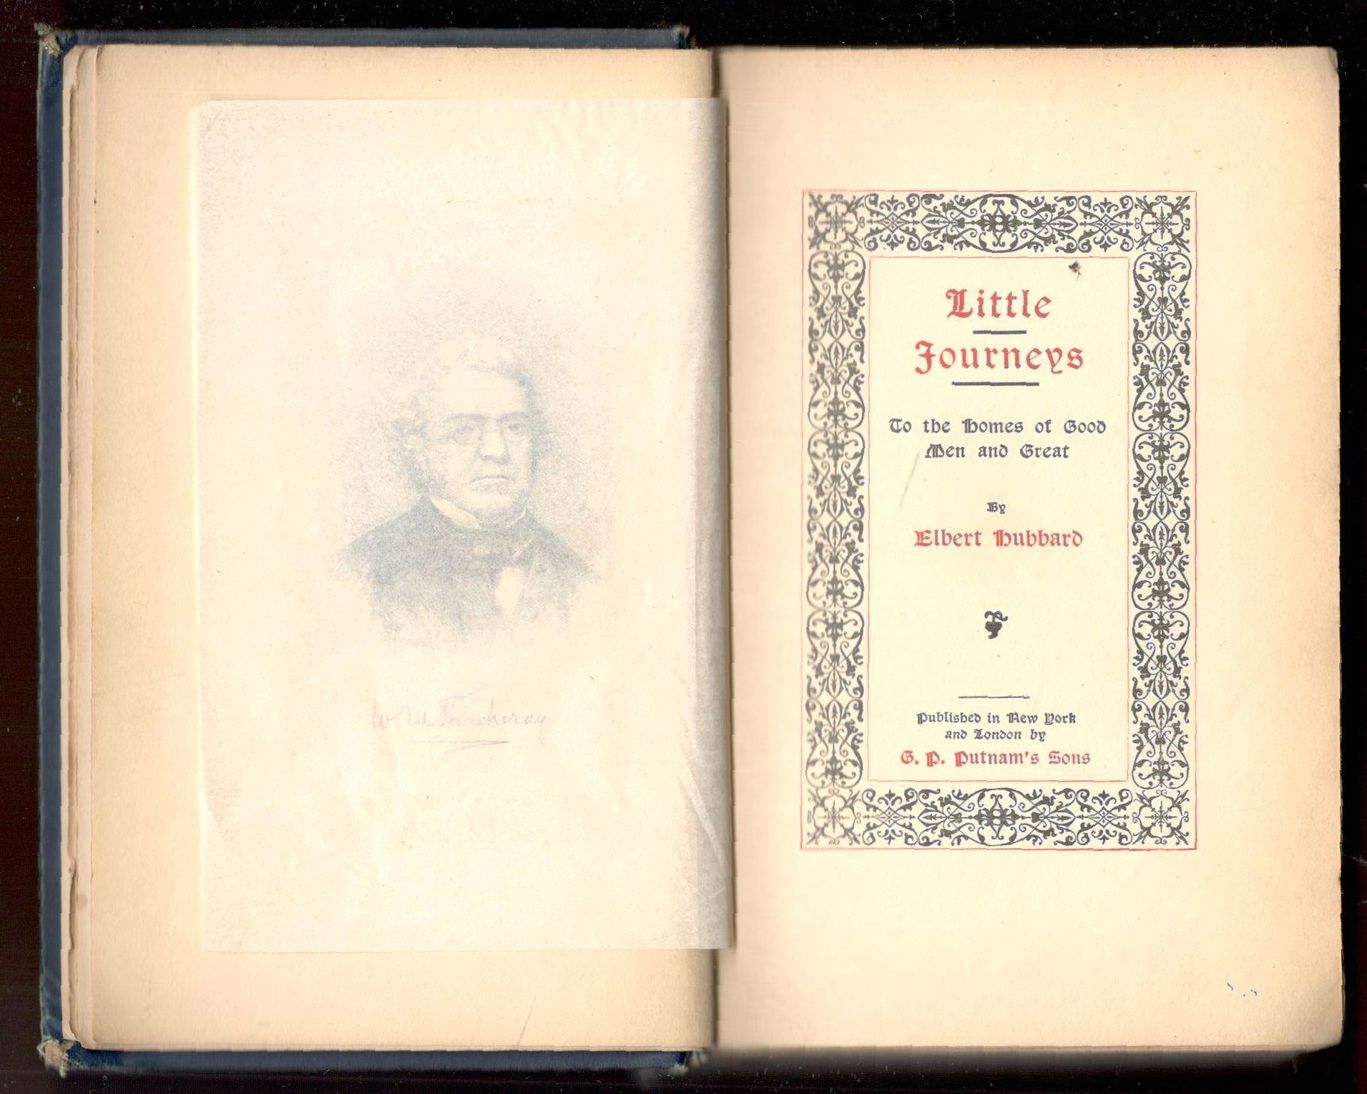 W M Thackeray
Little
Journeys
To the Homes of Good
Men and Great
By
Elbert Hubbard
Published in New York
and London by
G. P. Putnam's Sons